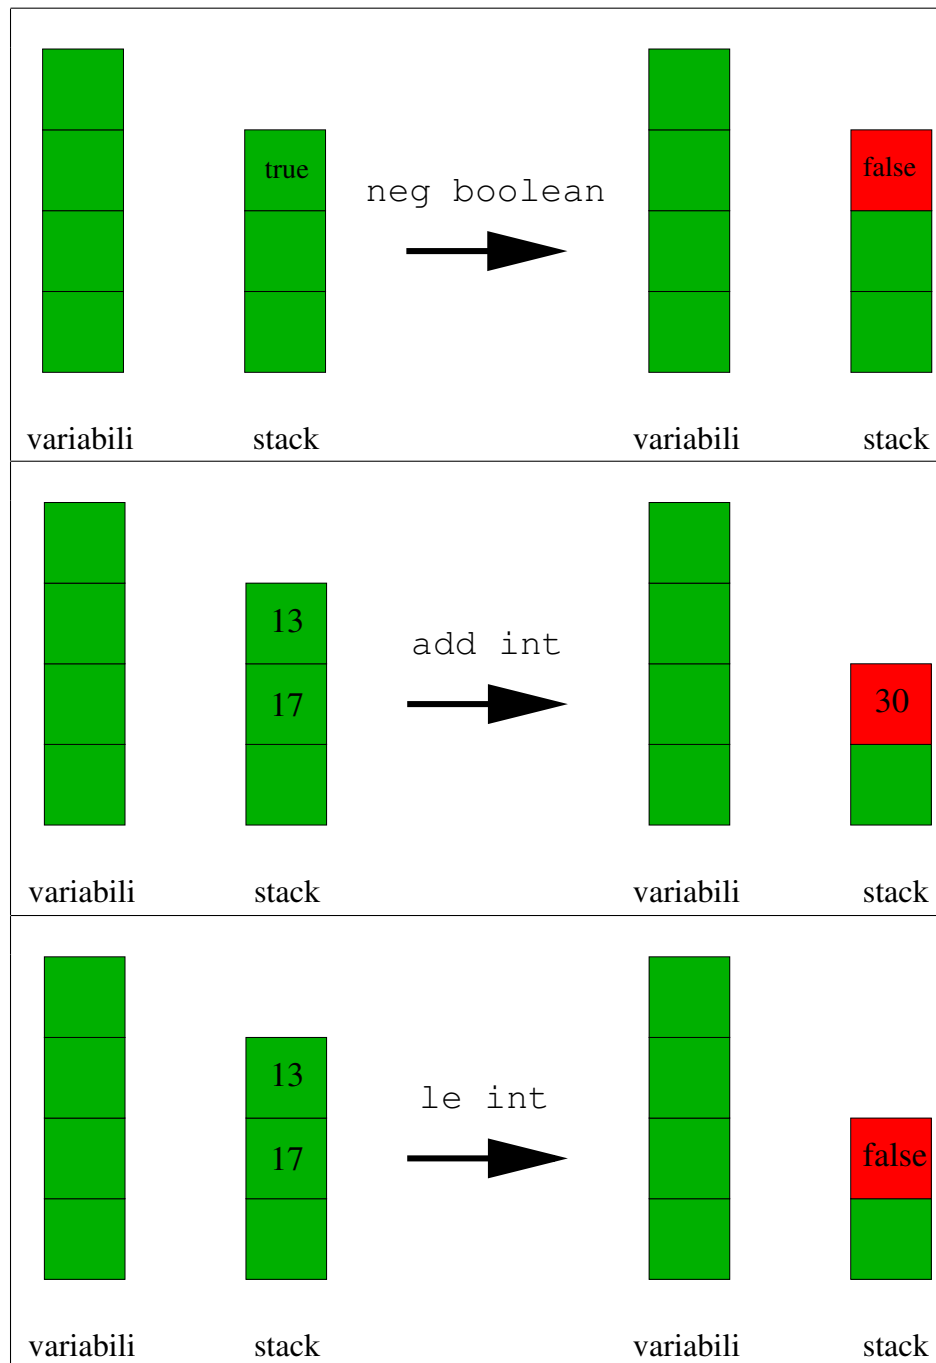 true
neg boolean
false
variabili stack variabili stack
13
add int
17
30
variabili stack variabili stack
13
le int
17
false
variabili stack variabili stack